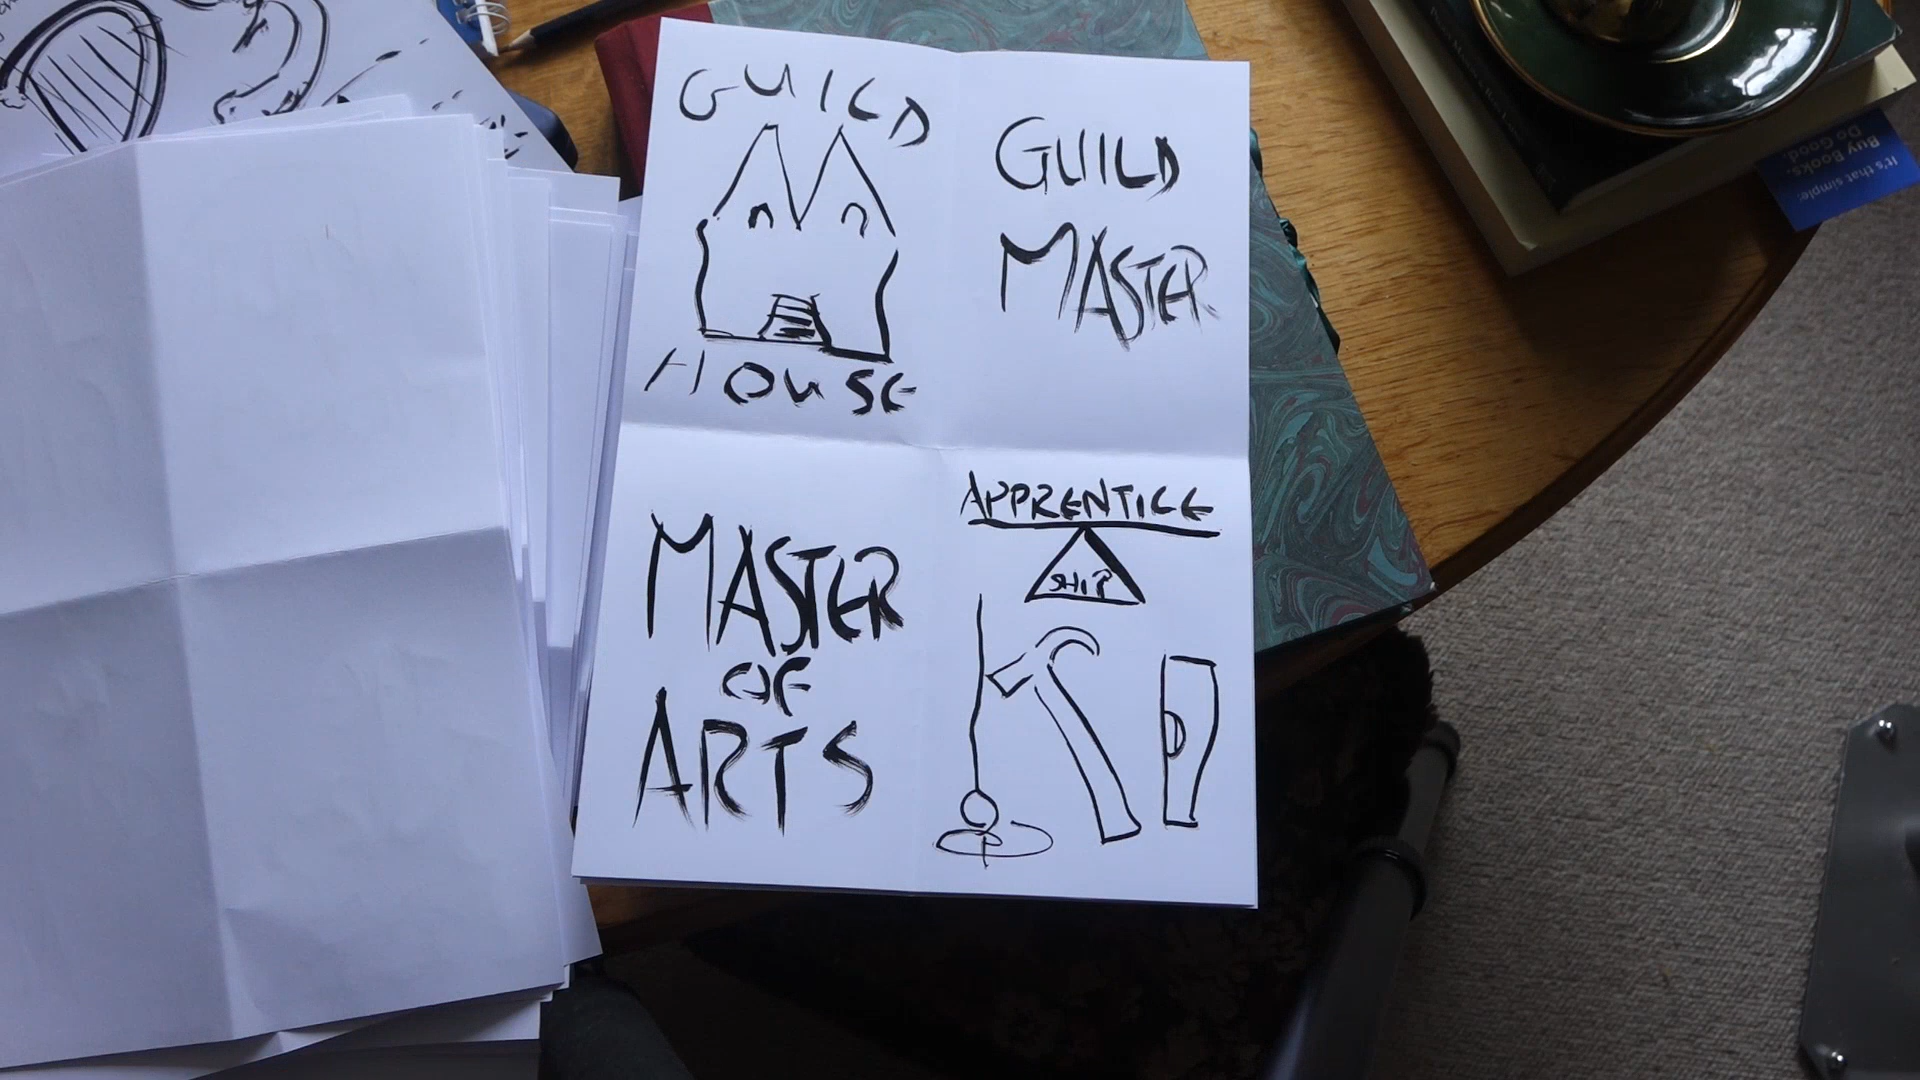 GUILD
HOUSE
GUILD
MASTER
MASTER
OF
ARTS
APPRENTICE
SHIP
It's that simple.
Buy Books.
Do Good.